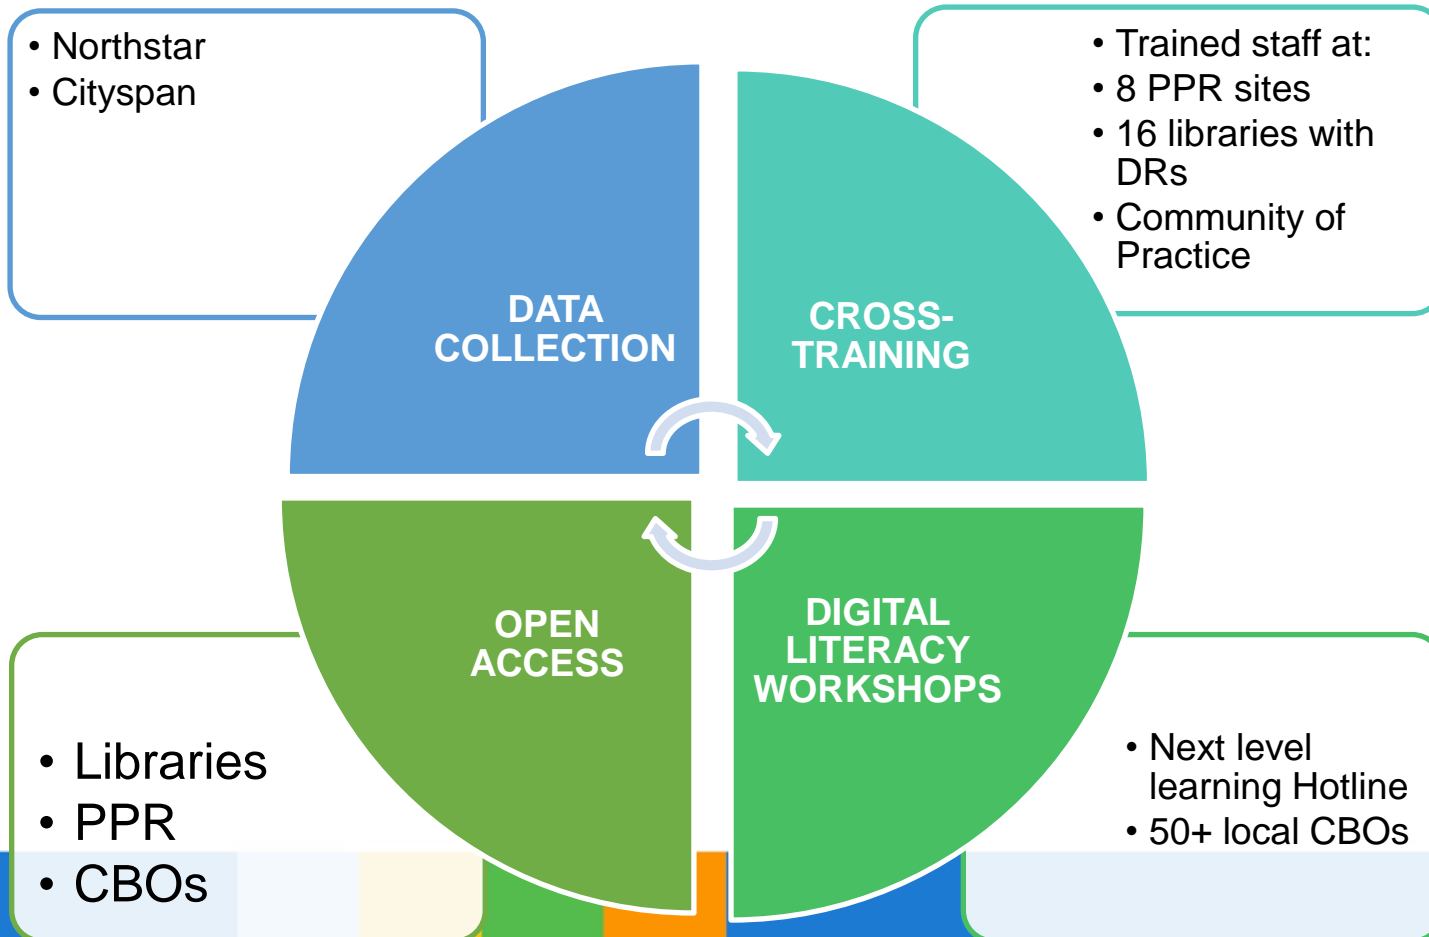 • Northstar
• Cityspan
• Trained staff at:
• 8 PPR sites
• 16 libraries with
DRs
• Community of
Practice
DATA
COLLECTION
CROSS-
TRAINING
OPEN
ACCESS
DIGITAL
LITERACY
WORKSHOPS
• Libraries
• PPR
• CBOs
• Next level
learning Hotline
• 50+ local CBOs